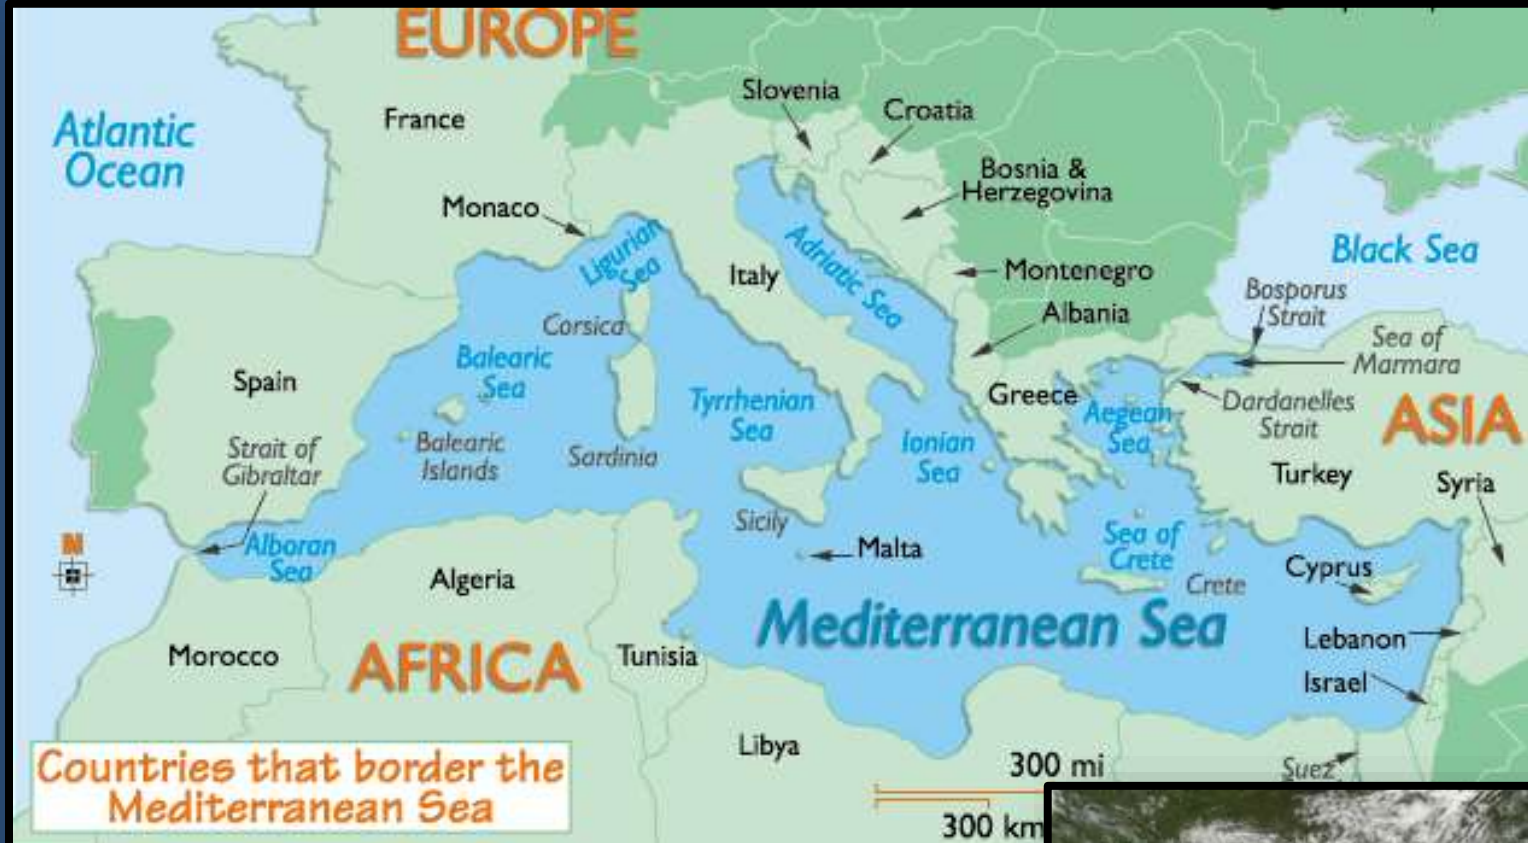 EUROPE
Slovenia
Croatia
France
Atlantic
Ocean
Bosnia &
Herzegovina
Monaco
Ligurian
Sea
Adriatic Sea
Italy
Black Sea
Montenegro
Bosporus
Strait
Albania
Corsica
Sea of
Marmara
Balearic
Sea
Spain
Greece
Tyrrhenian
Sea
Aegean
Sea
Dardanelles
Strait
ASIA
Strait of
Gibraltar
Balearic
Islands
Sardinia
Ionian
Sea
Turkey
Syria
Sicily
N
Alboran
Sea
Malta
Sea of
Crete
Algeria
Crete
Cyprus
Mediterranean Sea
Lebanon
Morocco
AFRICA
Tunisia
Israel
Libya
Countries that border the
Mediterranean Sea
300 mi
Suez
300 km